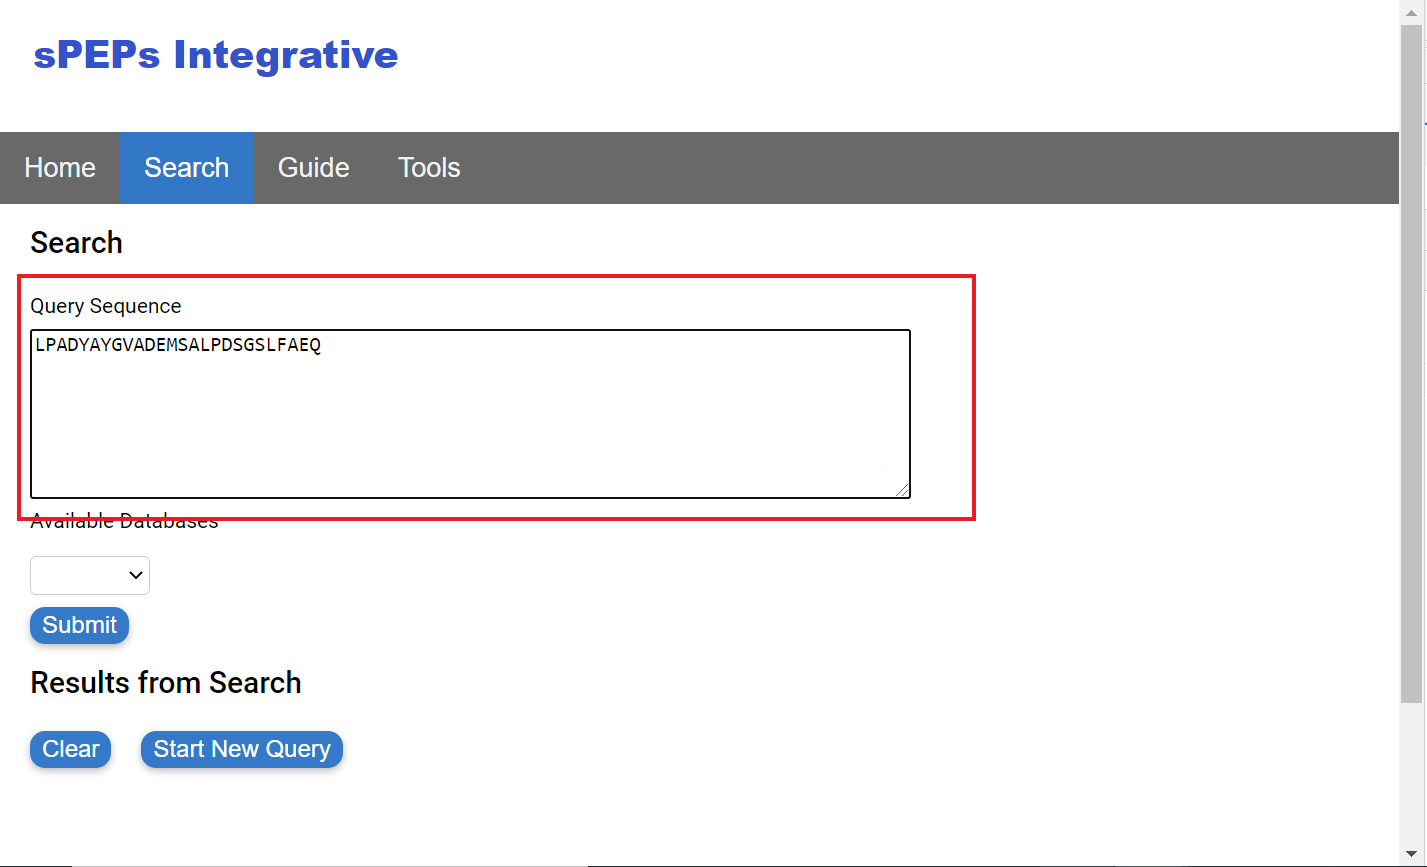 sPEPs Integrative
Home Search Guide Tools
Search
Query Sequence
LPADYAYGVADEMSALPDSGSLFAEQ
Available Databases
Submit
Results from Search
Clear Start New Query